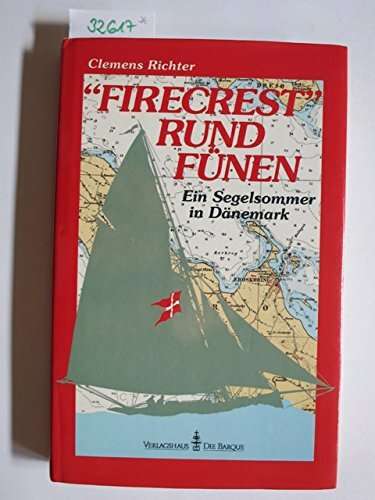 32617
Clemens Richter
"FIRECREST"
RUND
FÜNEN
Ein Segelsommer
in Dänemark
VERLAGSHAUS DIE BARQUE